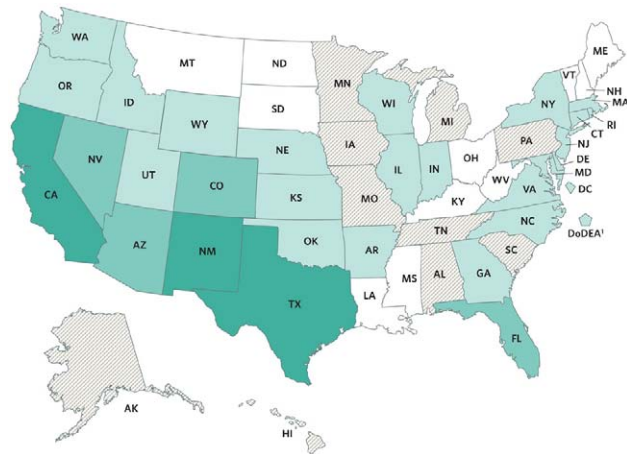 WA
MT
ND
MN
ME
VT
NH
MA
OR
ID
SD
WI
MI
NY
RI
CT
WY
IA
PA
NJ
NV
NE
IL
IN
OH
DE
MD
UT
CO
WV
VA
DC
CA
KS
MO
KY
NC
DoDEA¹
AZ
NM
OK
AR
TN
SC
TX
LA
MS
AL
GA
FL
AK
HI